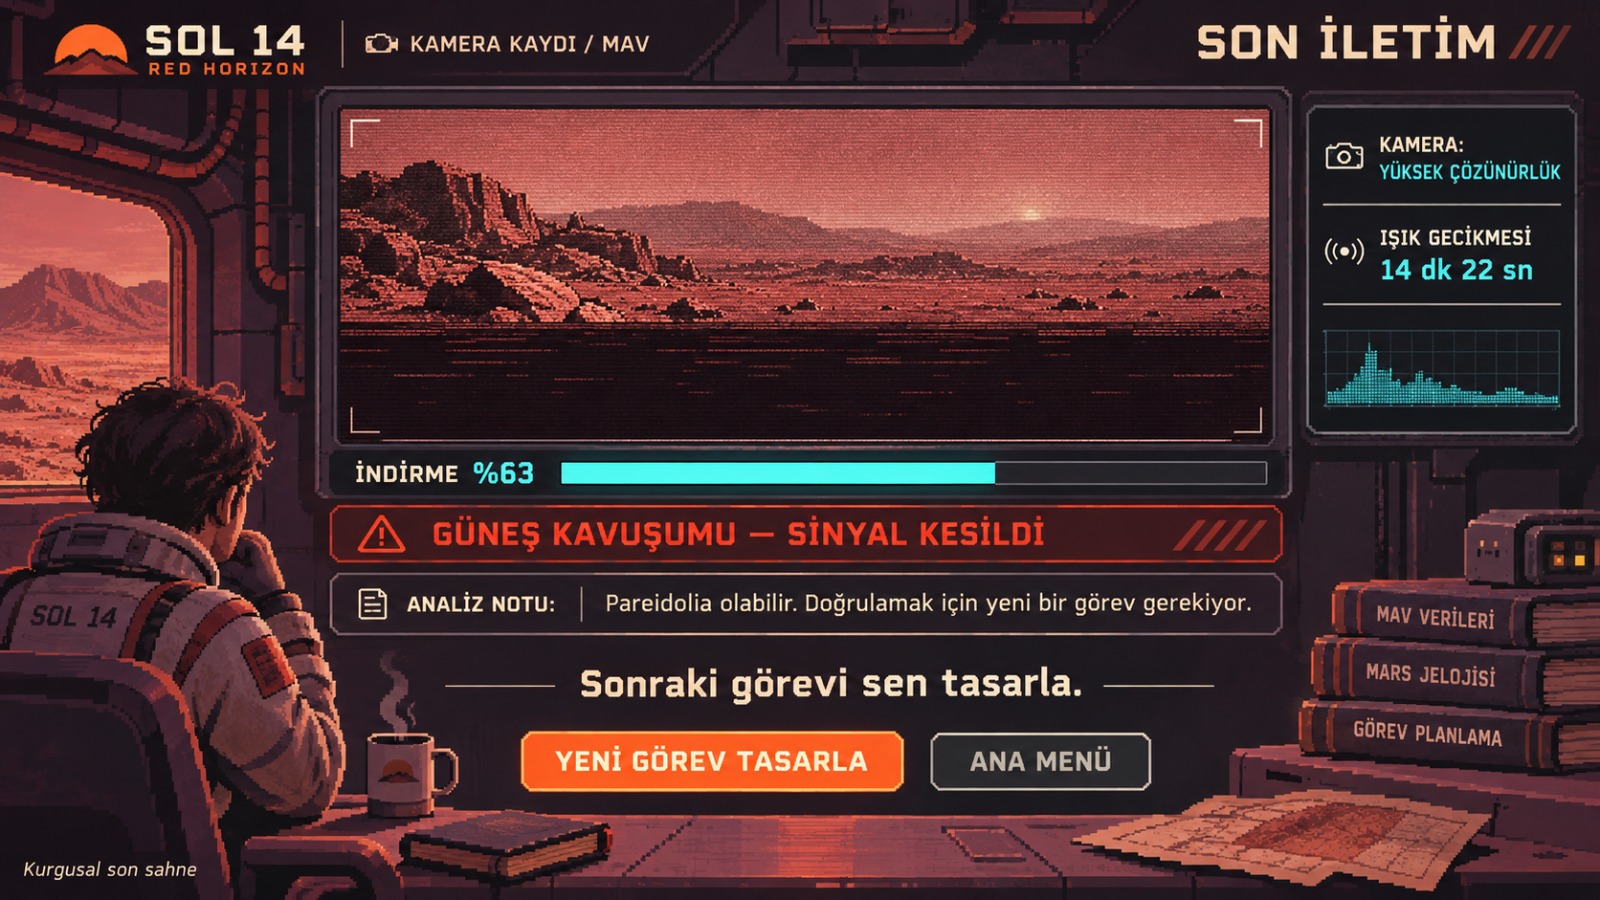 SOL 14
RED HORIZON
KAMERA KAYDI / MAV
SON İLETİM
KAMERA:
YÜKSEK ÇÖZÜNÜRLÜK
IŞIK GECİKMESİ
14 dk 22 sn
İNDİRME %63
GÜNEŞ KAVUŞUMU — SİNYAL KESİLDİ
ANALİZ NOTU: Pareidolia olabilir. Doğrulamak için yeni bir görev gerekiyor.
SOL 14
Sonraki görevi sen tasarla.
YENİ GÖREV TASARLA
ANA MENÜ
MAV VERİLERİ
MARS JELOJİSİ
GÖREV PLANLAMA
Kurgusal son sahne